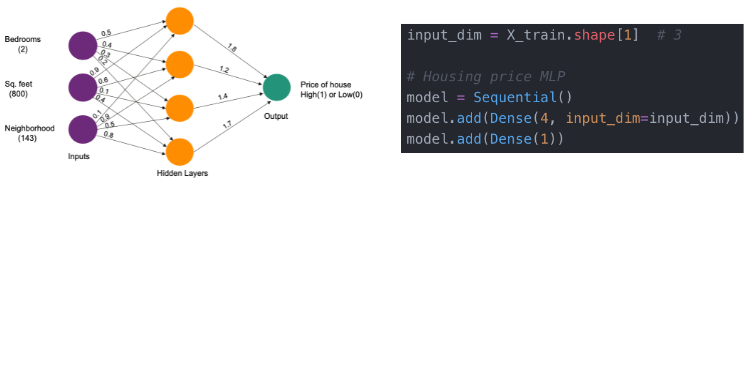 Bedrooms
(2)
Sq. feet
(800)
Neighborhood
(143)
Inputs
0.5
0.4
0.3
0.2
0.9
0.6
0.1
0.4
0.1
0.9
0.5
0.8
Hidden Layers
1.8
1.2
1.4
1.7
Output
Price of house
High(1) or Low(0)
input_dim = X_train.shape[1]  # 3
# Housing price MLP
model = Sequential()
model.add(Dense(4, input_dim=input_dim))
model.add(Dense(1))